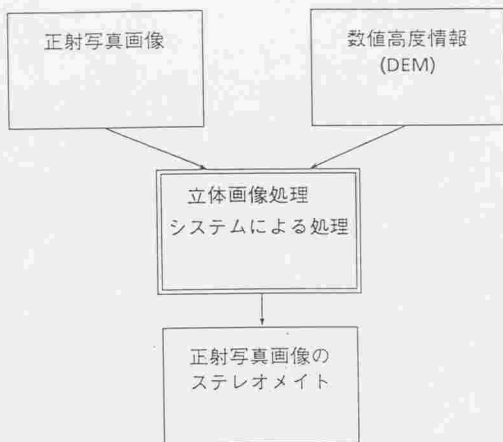 正射写真画像
数値高度情報
(DEM)
立体画像処理
システムによる処理
正射写真画像の
ステレオメイト